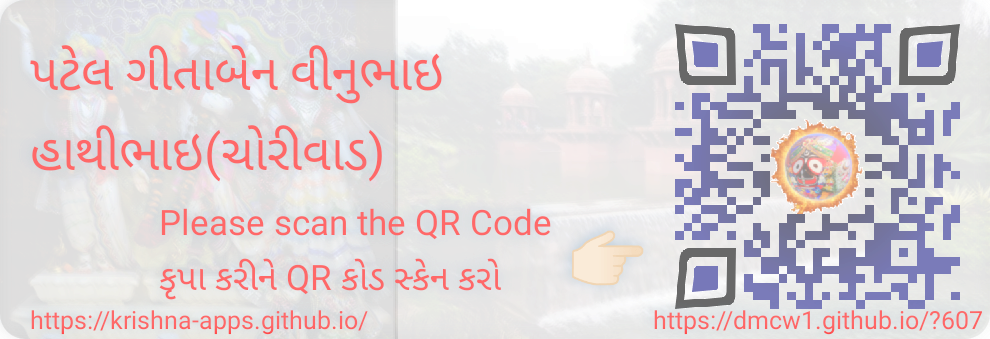 પટેલ ગીતાબેન વીનુભાઇ
હાથીભાઇ(ચોરીવાડ)
Please scan the QR Code
કૃપા કરીને QR કોડ સ્કેન કરો
https://krishna-apps.github.io/
https://dmcw1.github.io/?607